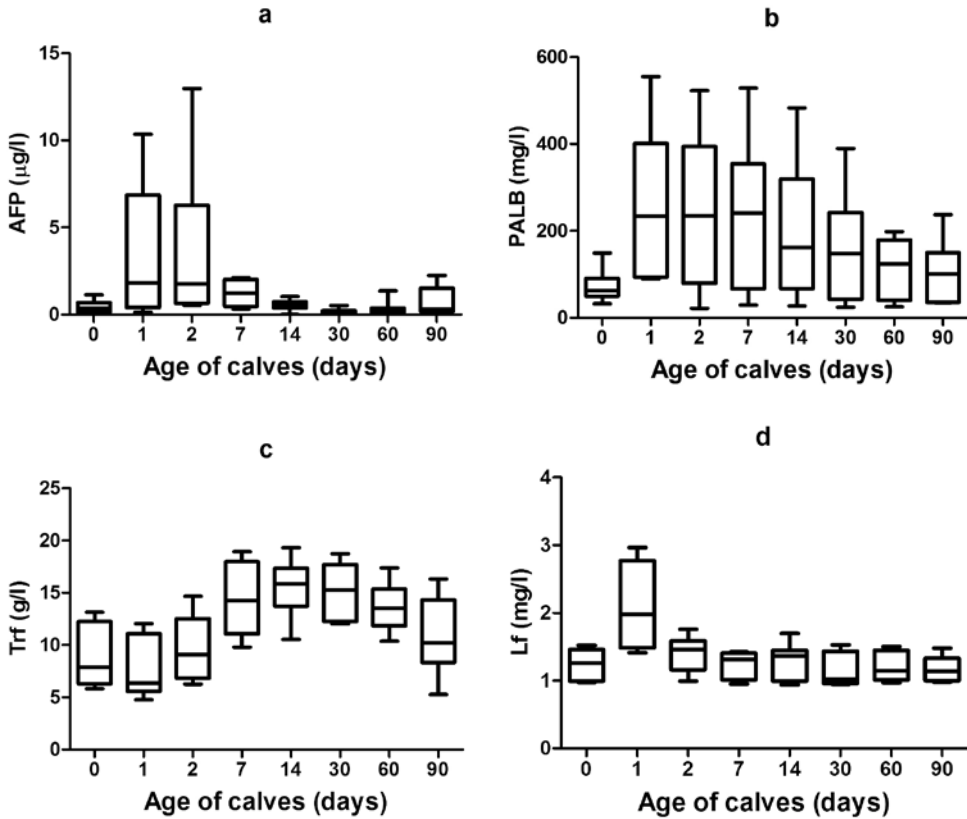 a
15
10
5
0
AFP (µg/l)
0 1 2 7 14 30 60 90
Age of calves (days)
b
600
400
200
0
PALB (mg/l)
0 1 2 7 14 30 60 90
Age of calves (days)
c
25
20
15
10
5
0
Trf (g/l)
0 1 2 7 14 30 60 90
Age of calves (days)
d
4
3
2
1
0
Lf (mg/l)
0 1 2 7 14 30 60 90
Age of calves (days)